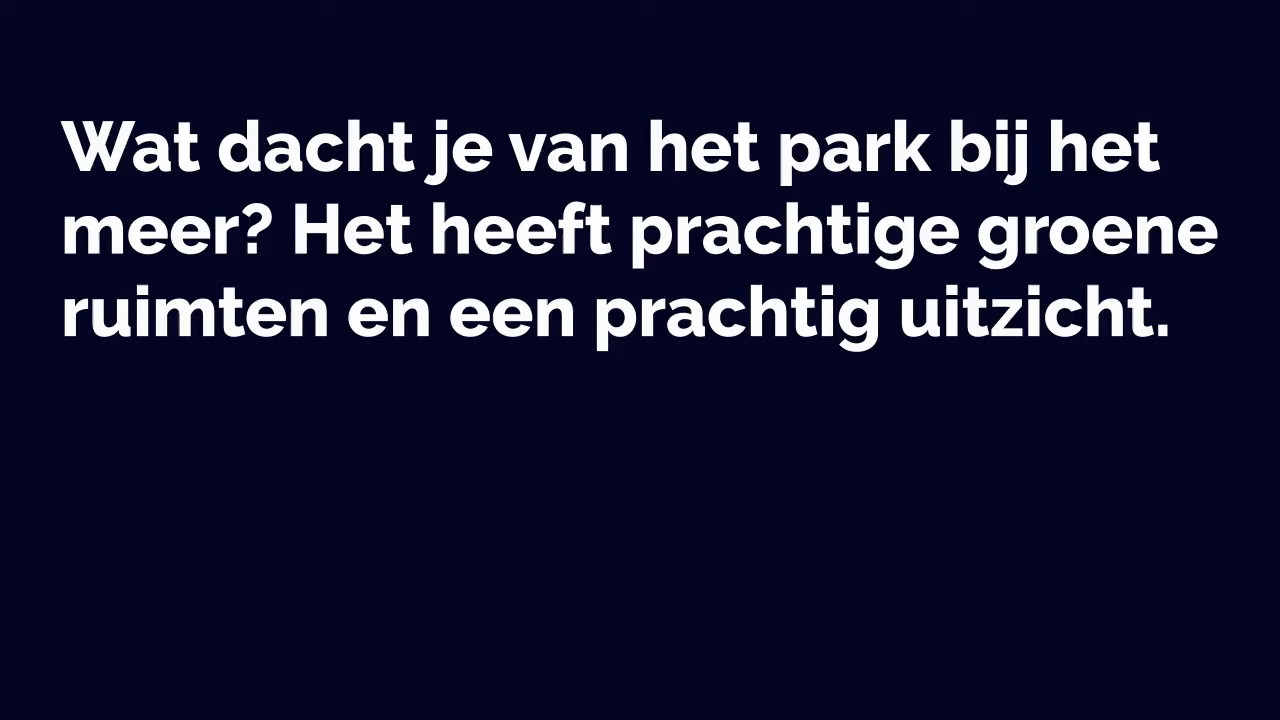 Wat dacht je van het park bij het
meer? Het heeft prachtige groene
ruimten en een prachtig uitzicht.